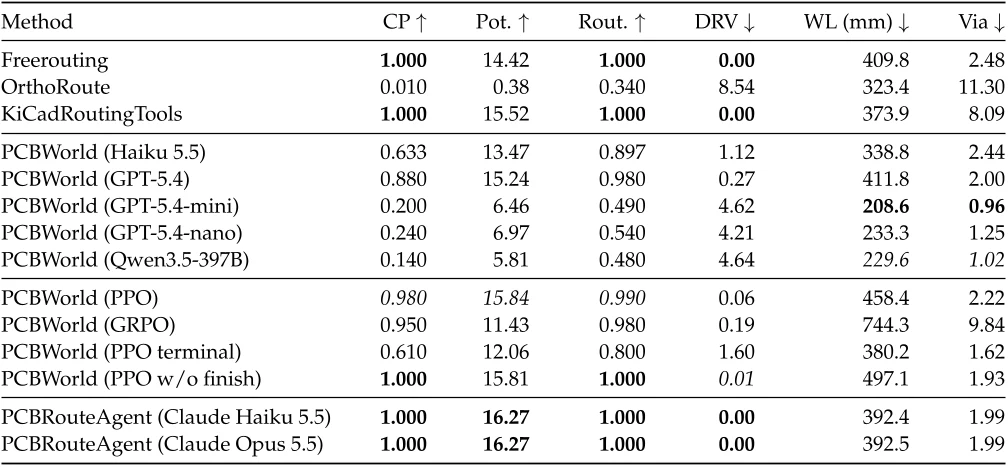 Method CP ↑ Pot. ↑ Rout. ↑ DRV ↓ WL (mm) ↓ Via ↓
Freerouting 1.000 14.42 1.000 0.00 409.8 2.48
OrthoRoute 0.010 0.38 0.340 8.54 323.4 11.30
KiCadRoutingTools 1.000 15.52 1.000 0.00 373.9 8.09
PCBWorld (Haiku 5.5) 0.633 13.47 0.897 1.12 338.8 2.44
PCBWorld (GPT-5.4) 0.880 15.24 0.980 0.27 411.8 2.00
PCBWorld (GPT-5.4-mini) 0.200 6.46 0.490 4.62 208.6 0.96
PCBWorld (GPT-5.4-nano) 0.240 6.97 0.540 4.21 233.3 1.25
PCBWorld (Qwen3.5-397B) 0.140 5.81 0.480 4.64 229.6 1.02
PCBWorld (PPO) 0.980 15.84 0.990 0.06 458.4 2.22
PCBWorld (GRPO) 0.950 11.43 0.980 0.19 744.3 9.84
PCBWorld (PPO terminal) 0.610 12.06 0.800 1.60 380.2 1.62
PCBWorld (PPO w/o finish) 1.000 15.81 1.000 0.01 497.1 1.93
PCBRouteAgent (Claude Haiku 5.5) 1.000 16.27 1.000 0.00 392.4 1.99
PCBRouteAgent (Claude Opus 5.5) 1.000 16.27 1.000 0.00 392.5 1.99